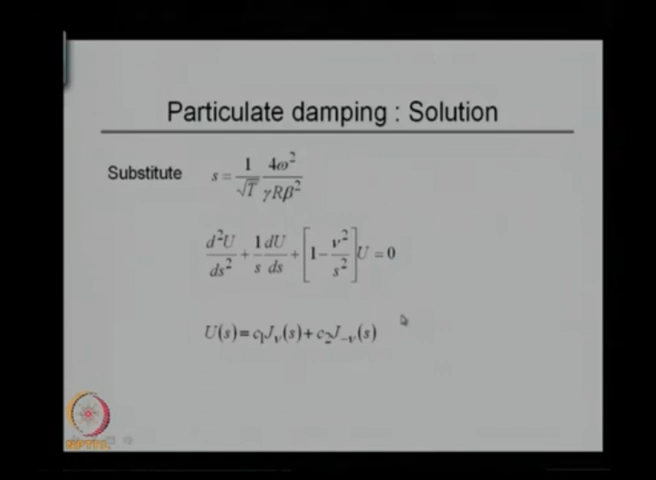 Particulate damping : Solution
Substitute s = 1/√T 4ω²/γRβ²
d²U/ds² + 1/s dU/ds + [1 − ν²/s²] U = 0
U(s) = c₁J_ν(s) + c₂J_−ν(s)
NPTEL